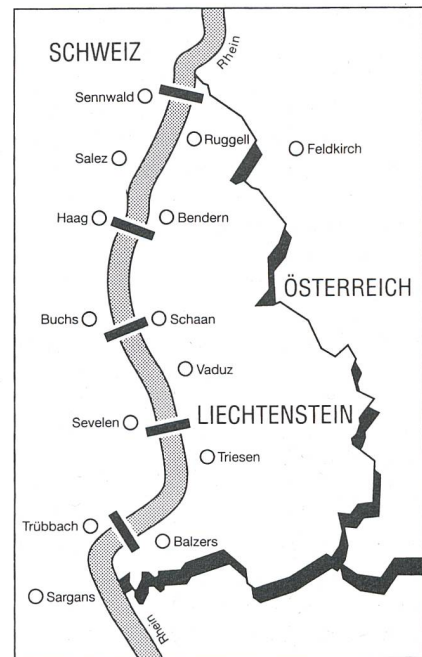 SCHWEIZ
Rhein
Sennwald
Ruggell
Feldkirch
Salez
Haag
Bendern
ÖSTERREICH
Buchs
Schaan
Vaduz
Sevelen
LIECHTENSTEIN
Triesen
Trübbach
Balzers
Sargans
Rhein